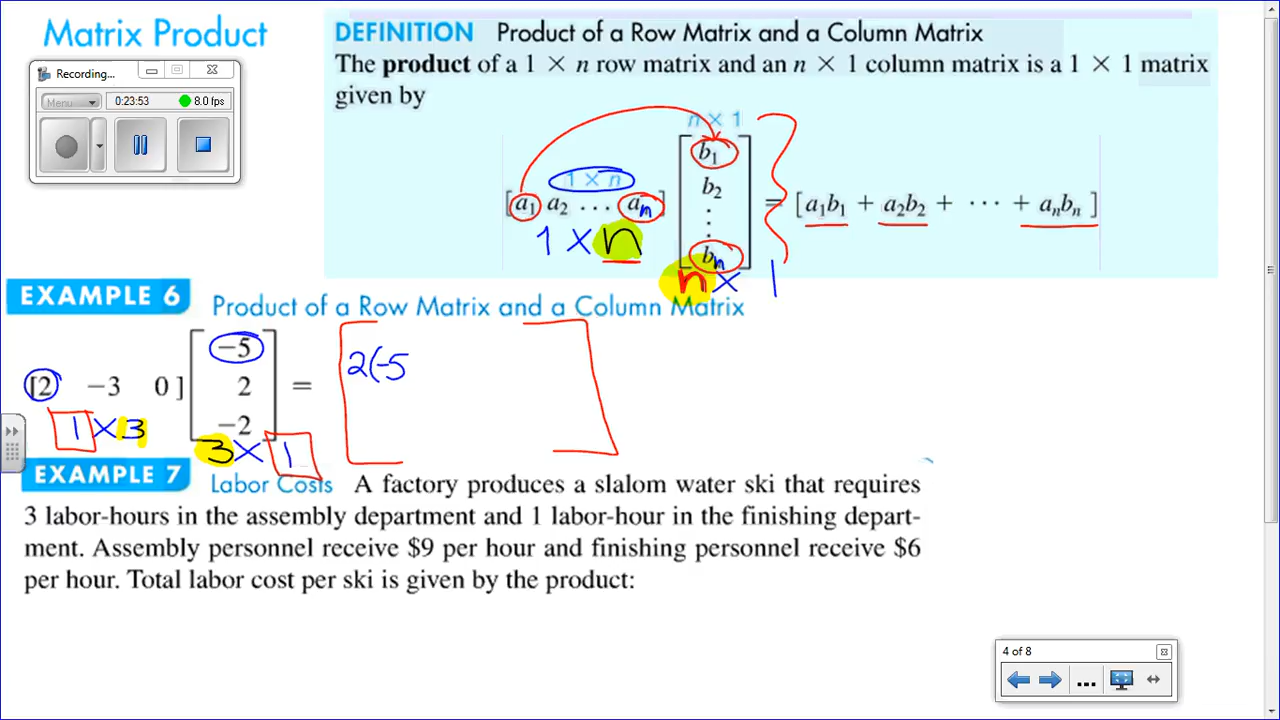 Matrix Product
DEFINITION Product of a Row Matrix and a Column Matrix
The product of a 1 × n row matrix and an n × 1 column matrix is a 1 × 1 matrix
given by
Recording...
Menu
0:23:53
8.0 fps
n × 1
1 × n
[a₁ a₂ ... aₙ]
b₁
b₂
⋮
bₙ
= [a₁b₁ + a₂b₂ + ··· + aₙbₙ]
1 × n
n × 1
EXAMPLE 6 Product of a Row Matrix and a Column Matrix
[2 −3 0]
−5
2
−2
=
2(-5
1 × 3
3 × 1
EXAMPLE 7 Labor Costs A factory produces a slalom water ski that requires
3 labor-hours in the assembly department and 1 labor-hour in the finishing depart-
ment. Assembly personnel receive $9 per hour and finishing personnel receive $6
per hour. Total labor cost per ski is given by the product:
4 of 8
...